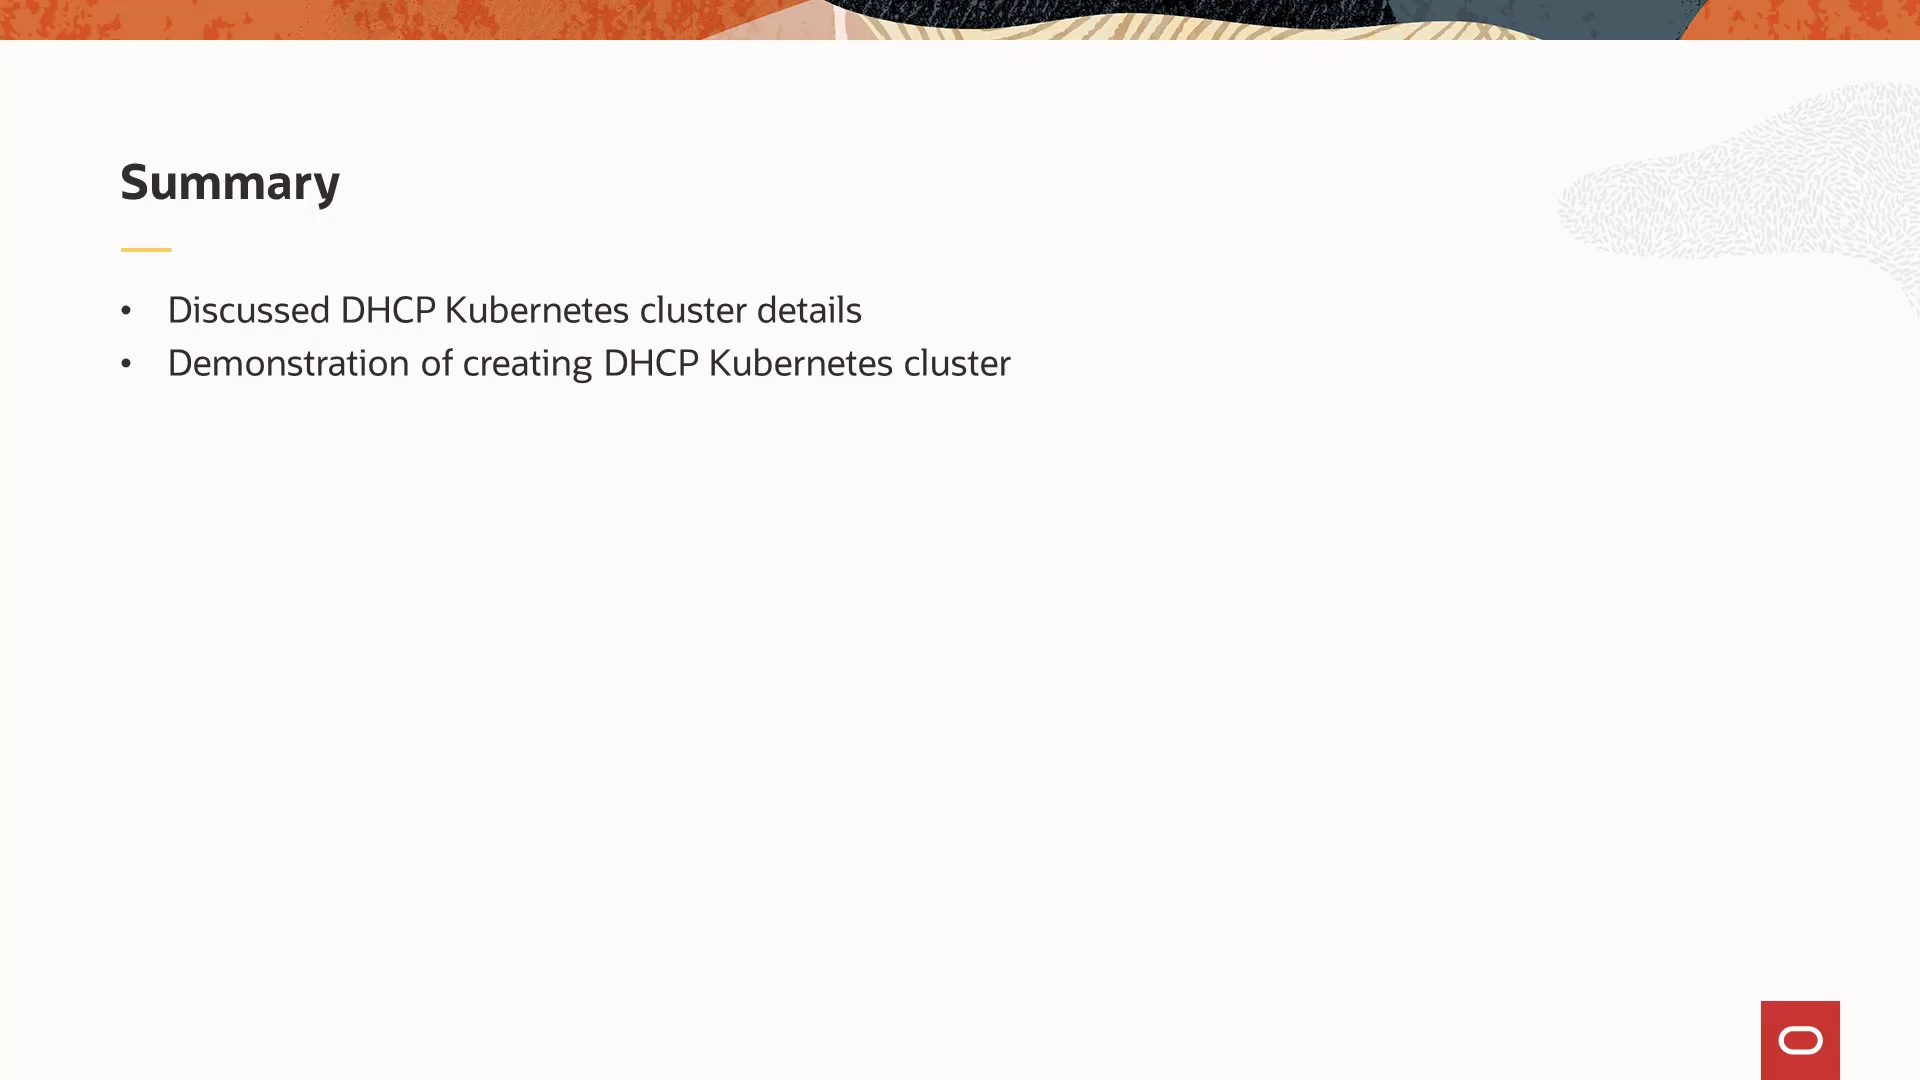 Summary
• Discussed DHCP Kubernetes cluster details
• Demonstration of creating DHCP Kubernetes cluster